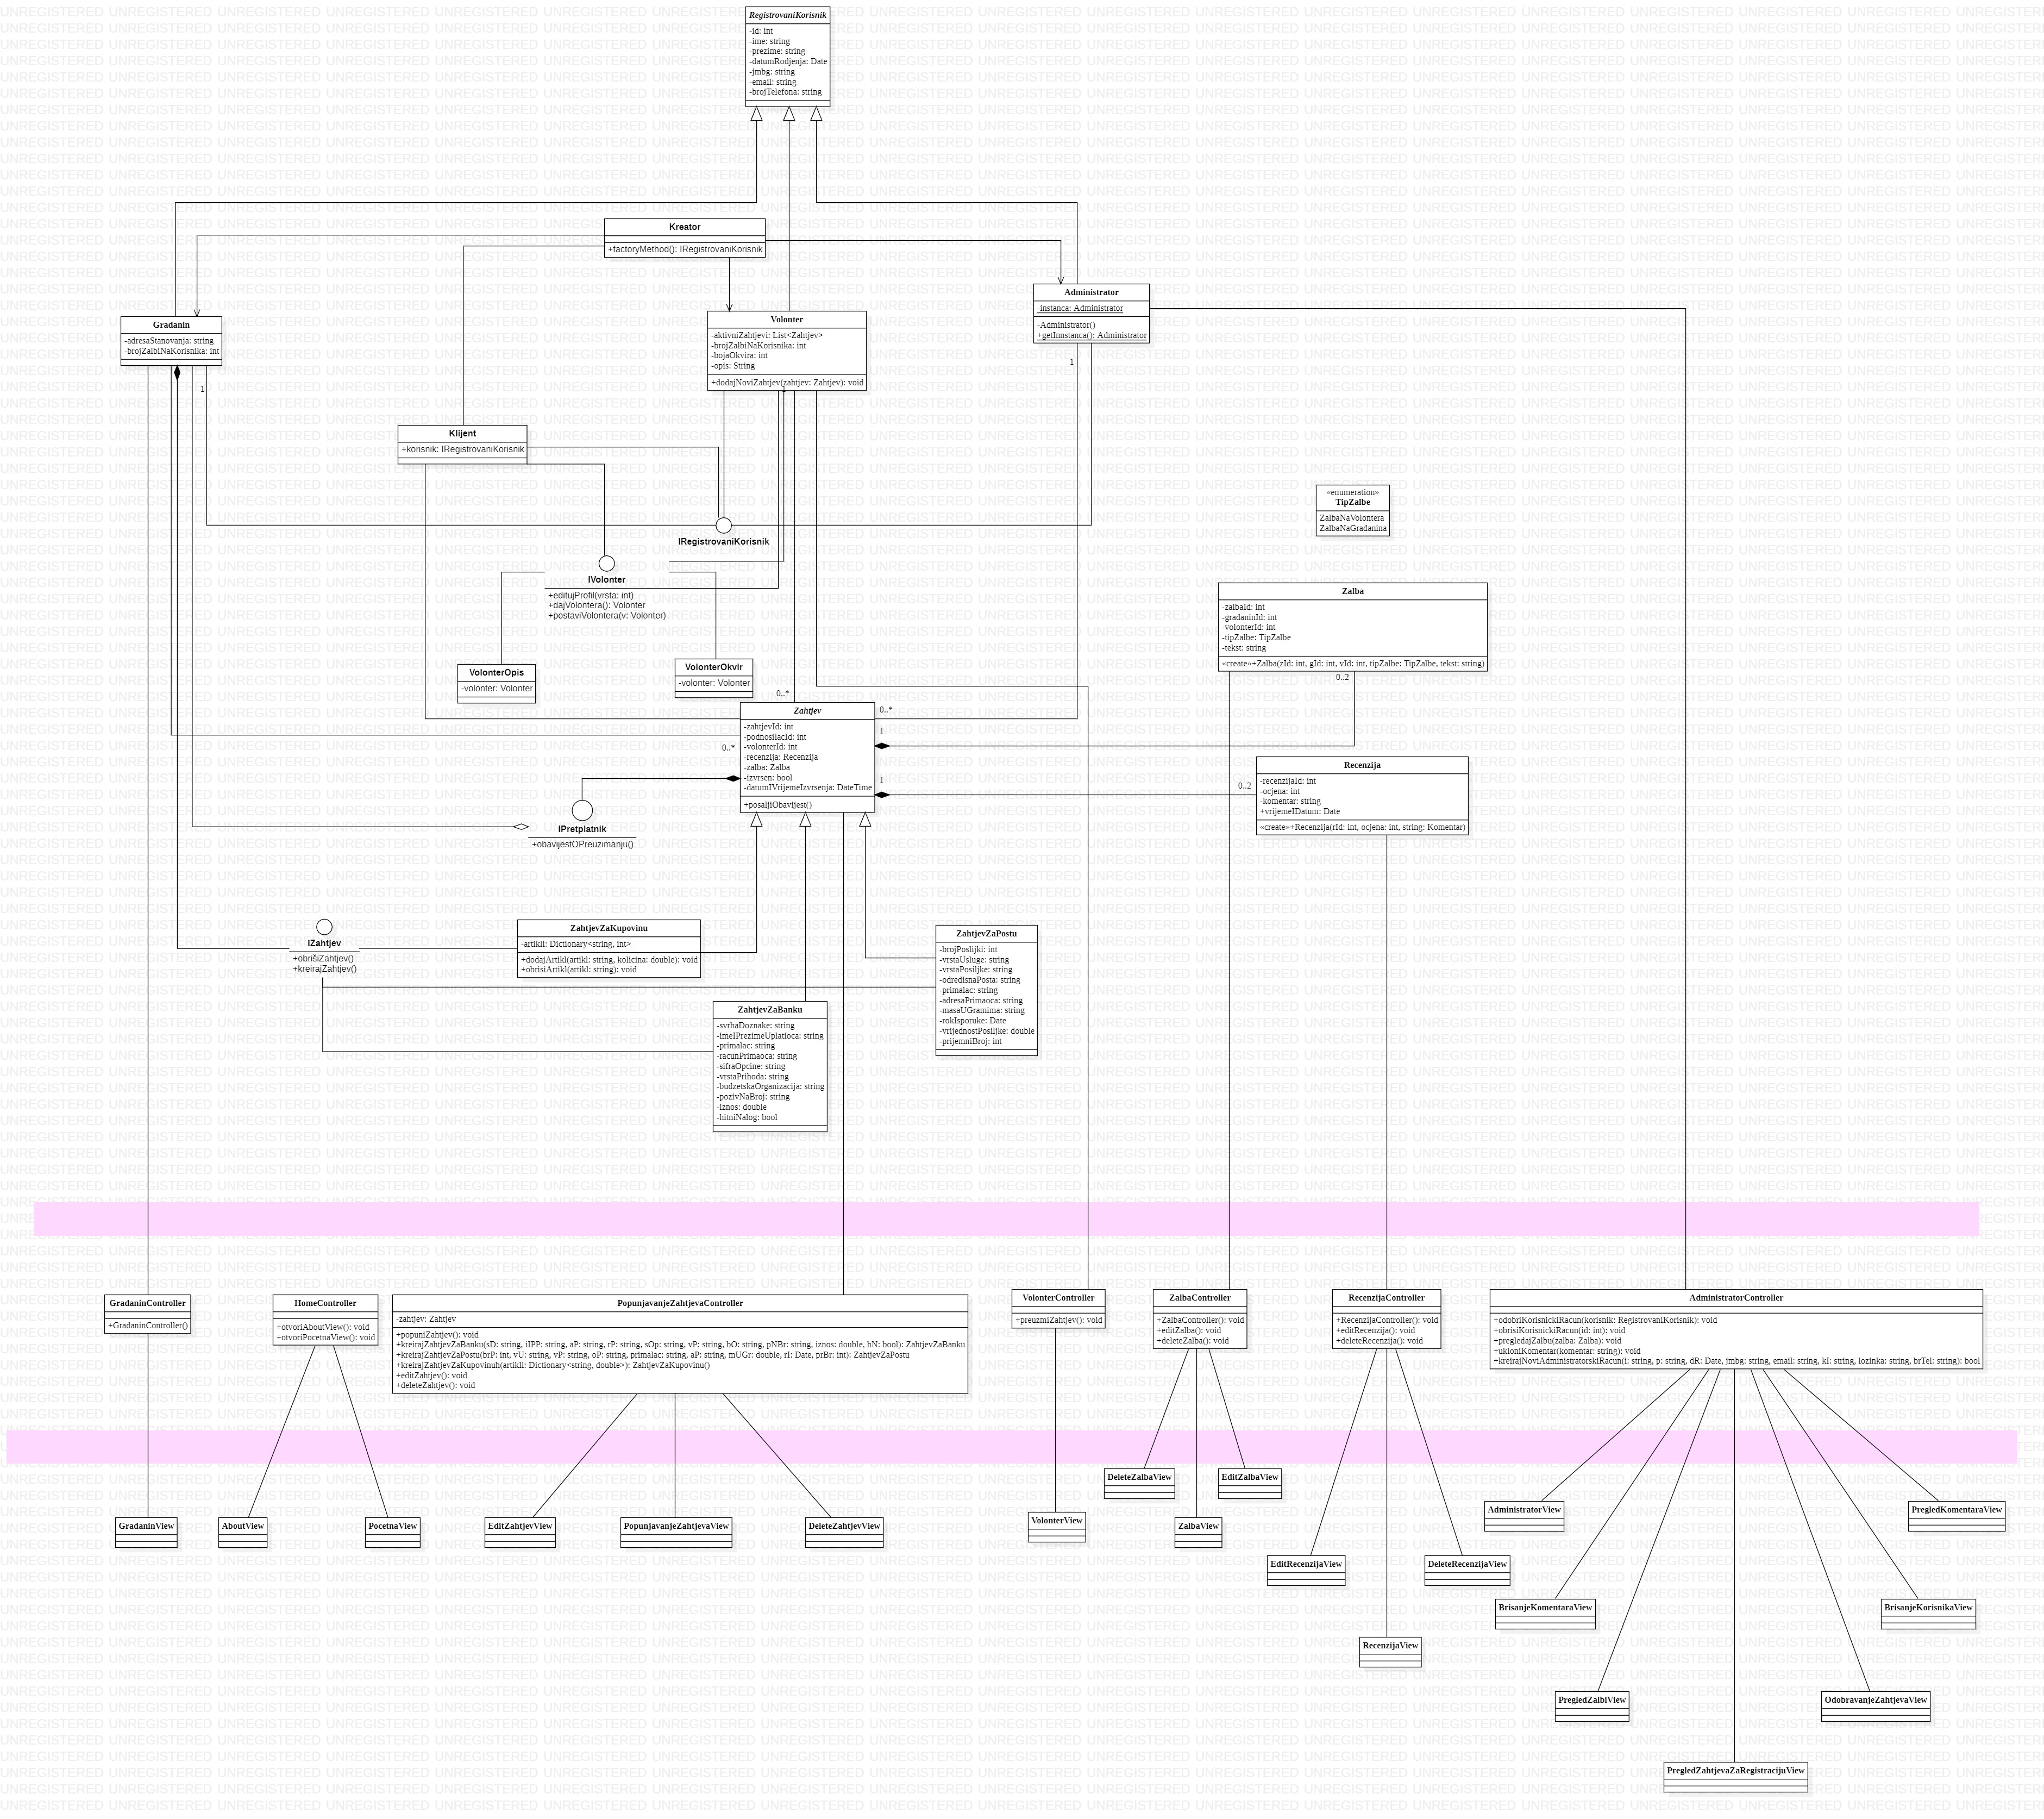 RegistrovaniKorisnik
-id: int
-ime: string
-prezime: string
-datumRodjenja: Date
-jmbg: string
-email: string
-brojTelefona: string
Kreator
+factoryMethod(): IRegistrovaniKorisnik
Administrator
-instanca: Administrator
-Administrator()
+getInnstanca(): Administrator
1
Gradanin
-adresaStanovanja: string
-brojZalbiNaKorisnika: int
1
Volonter
-aktivniZahtjevi: List<Zahtjev>
-brojZalbiNaKorisnika: int
-bojaOkvira: int
-opis: String
+dodajNoviZahtjev(zahtjev: Zahtjev): void
Klijent
+korisnik: IRegistrovaniKorisnik
IRegistrovaniKorisnik
«enumeration»
TipZalbe
ZalbaNaVolontera
ZalbaNaGradanina
IVolonter
+editujProfil(vrsta: int)
+dajVolontera(): Volonter
+postaviVolontera(v: Volonter)
Zalba
-zalbaId: int
-gradaninId: int
-volonterId: int
-tipZalbe: TipZalbe
-tekst: string
«create»+Zalba(zId: int, gId: int, vId: int, tipZalbe: TipZalbe, tekst: string)
0..2
VolonterOpis
-volonter: Volonter
VolonterOkvir
-volonter: Volonter
0..*
0..*
1
0..*
1
0..2
Zahtjev
-zahtjevId: int
-podnosilacId: int
-volonterId: int
-recenzija: Recenzija
-zalba: Zalba
-izvrsen: bool
-datumIVrijemeIzvrsenja: DateTime
+posaljiObavijest()
Recenzija
-recenzijaId: int
-ocjena: int
-komentar: string
+vrijemeIDatum: Date
«create»+Recenzija(rId: int, ocjena: int, string: Komentar)
IPretplatnik
+obavijestOPreuzimanju()
IZahtjev
+obrišiZahtjev()
+kreirajZahtjev()
ZahtjevZaKupovinu
-artikli: Dictionary<string, int>
+dodajArtikl(artikl: string, kolicina: double): void
+obrisiArtikl(artikl: string): void
ZahtjevZaPostu
-brojPoslijki: int
-vrstaUsluge: string
-vrstaPosiljke: string
-odredisnaPosta: string
-primalac: string
-adresaPrimaoca: string
-masaUGramima: string
-rokIsporuke: Date
-vrijednostPosiljke: double
-prijemniBroj: int
ZahtjevZaBanku
-svrhaDoznake: string
-imeIPrezimeUplatioca: string
-primalac: string
-racunPrimaoca: string
-sifraOpcine: string
-vrstaPrihoda: string
-budzetskaOrganizacija: string
-pozivNaBroj: string
-iznos: double
-hitniNalog: bool
GradaninController
+GradaninController()
HomeController
+otvoriAboutView(): void
+otvoriPocetnaView(): void
PopunjavanjeZahtjevaController
-zahtjev: Zahtjev
+popuniZahtjev(): void
+kreirajZahtjevZaBanku(sD: string, iIPP: string, aP: string, rP: string, sOp: string, vP: string, bO: string, pNBr: string, iznos: double, hN: bool): ZahtjevZaBanku
+kreirajZahtjevZaPostu(brP: int, vU: string, vP: string, oP: string, primalac: string, aP: string, mUGr: double, rI: Date, prBr: int): ZahtjevZaPostu
+kreirajZahtjevZaKupovinuh(artikli: Dictionary<string, double>): ZahtjevZaKupovinu()
+editZahtjev(): void
+deleteZahtjev(): void
VolonterController
+preuzmiZahtjev(): void
ZalbaController
+ZalbaController(): void
+editZalba(): void
+deleteZalba(): void
RecenzijaController
+RecenzijaController(): void
+editRecenzija(): void
+deleteRecenzija(): void
AdministratorController
+odobriKorisnickiRacun(korisnik: RegistrovaniKorisnik): void
+obrisiKorisnickiRacun(id: int): void
+pregledajZalbu(zalba: Zalba): void
+ukloniKomentar(komentar: string): void
+kreirajNoviAdministratorskiRacun(i: string, p: string, dR: Date, jmbg: string, email: string, kI: string, lozinka: string, brTel: string): bool
GradaninView
AboutView
PocetnaView
EditZahtjevView
PopunjavanjeZahtjevaView
DeleteZahtjevView
VolonterView
DeleteZalbaView
EditZalbaView
ZalbaView
EditRecenzijaView
DeleteRecenzijaView
RecenzijaView
AdministratorView
PregledKomentaraView
BrisanjeKomentaraView
BrisanjeKorisnikaView
PregledZalbiView
OdobravanjeZahtjevaView
PregledZahtjevaZaRegistracijuView